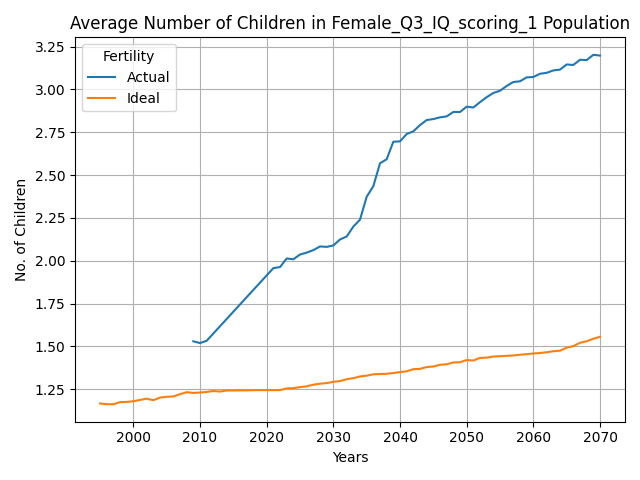 Average Number of Children in Female_Q3_IQ_scoring_1 Population
Fertility
Actual
Ideal
No. of Children
3.25
3.00
2.75
2.50
2.25
2.00
1.75
1.50
1.25
2000 2010 2020 2030 2040 2050 2060 2070
Years